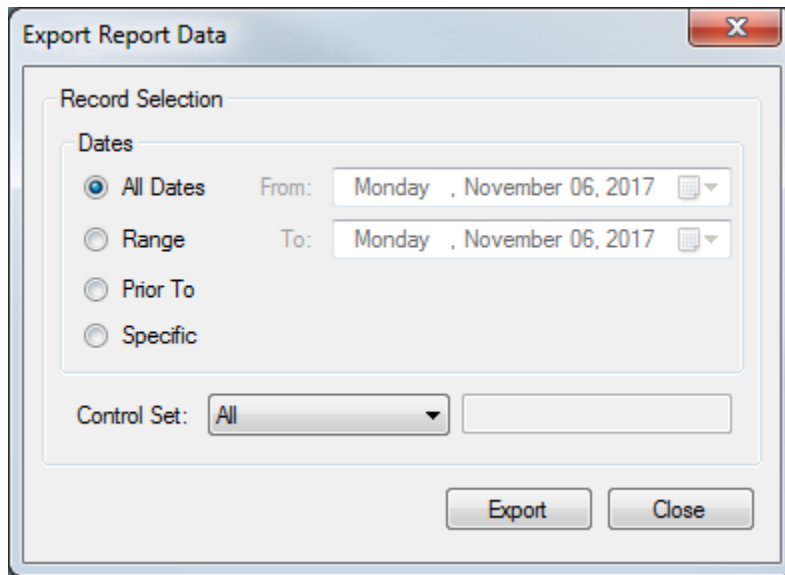 Export Report Data
Record Selection
Dates
All Dates From: Monday , November 06, 2017
Range To: Monday , November 06, 2017
Prior To
Specific
Control Set: All
Export Close